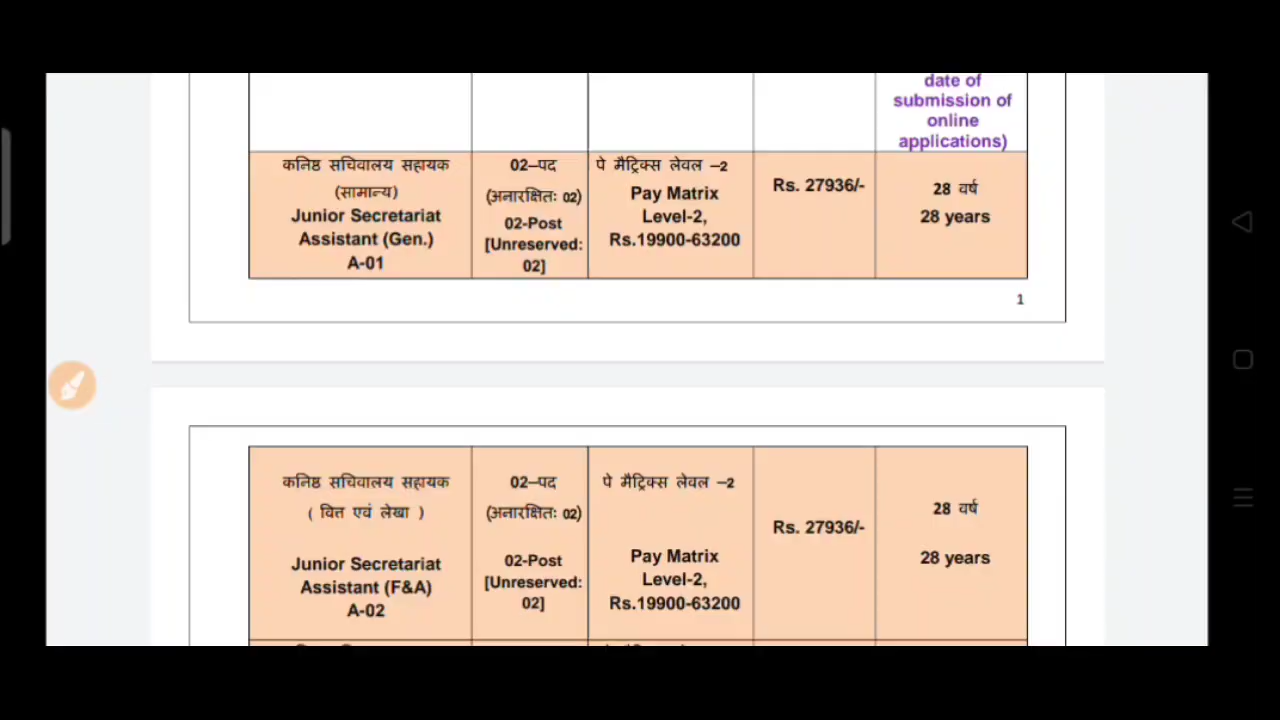 date of
submission of
online
applications)
कनिष्ठ सचिवालय सहायक
(सामान्य)
Junior Secretariat
Assistant (Gen.)
A-01
02–पद
(अनारक्षितः 02)
02-Post
[Unreserved:
02]
पे मैट्रिक्स लेवल –2
Pay Matrix
Level-2,
Rs.19900-63200
Rs. 27936/-
28 वर्ष
28 years
1
कनिष्ठ सचिवालय सहायक
( वित्त एवं लेखा )
Junior Secretariat
Assistant (F&A)
A-02
02–पद
(अनारक्षितः 02)
02-Post
[Unreserved:
02]
पे मैट्रिक्स लेवल –2
Pay Matrix
Level-2,
Rs.19900-63200
Rs. 27936/-
28 वर्ष
28 years